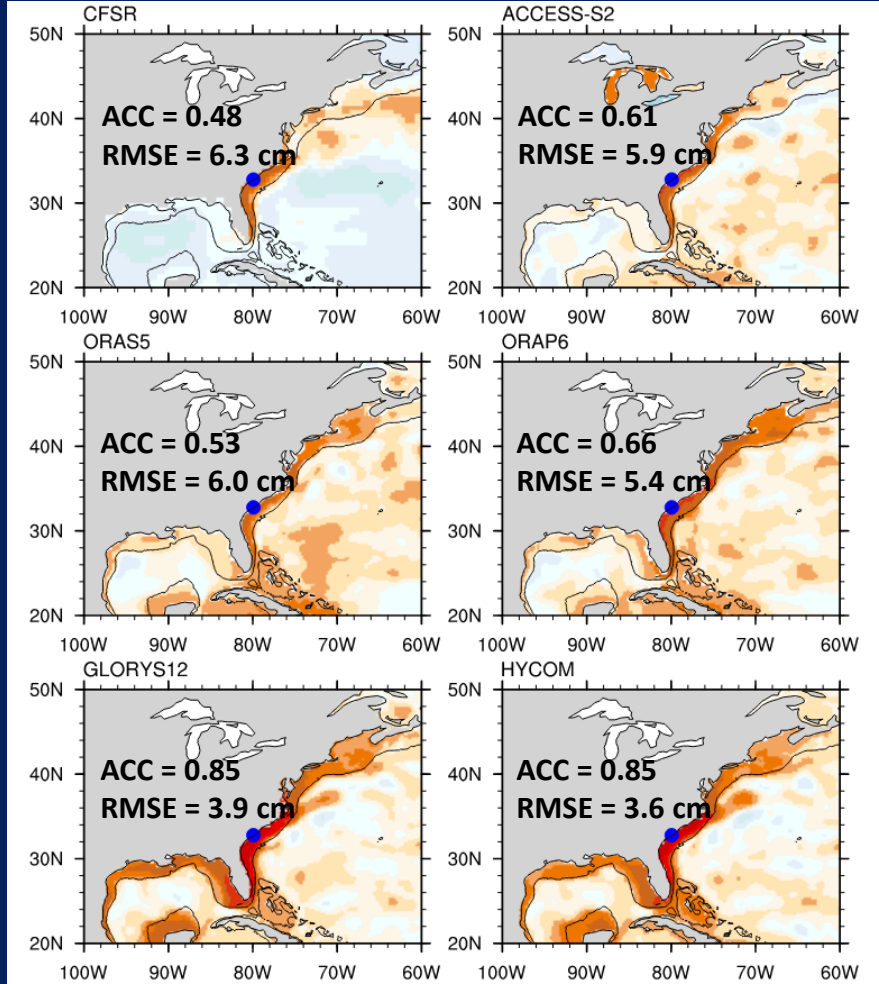 CFSR
50N
40N
30N
20N
100W 90W 80W 70W 60W
ACC = 0.48
RMSE = 6.3 cm
ACCESS-S2
50N
40N
30N
20N
100W 90W 80W 70W 60W
ACC = 0.61
RMSE = 5.9 cm
ORAS5
50N
40N
30N
20N
100W 90W 80W 70W 60W
ACC = 0.53
RMSE = 6.0 cm
ORAP6
50N
40N
30N
20N
100W 90W 80W 70W 60W
ACC = 0.66
RMSE = 5.4 cm
GLORYS12
50N
40N
30N
20N
100W 90W 80W 70W 60W
ACC = 0.85
RMSE = 3.9 cm
HYCOM
50N
40N
30N
20N
100W 90W 80W 70W 60W
ACC = 0.85
RMSE = 3.6 cm